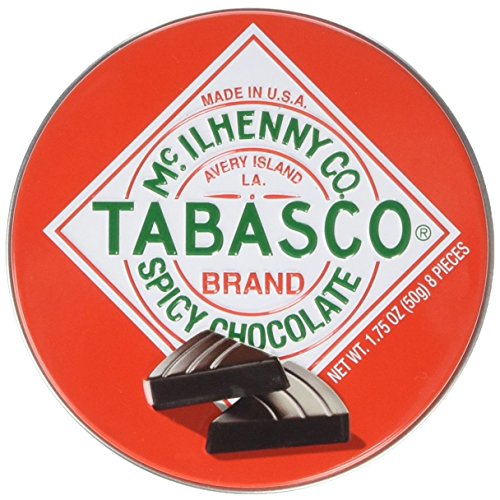 MADE IN U.S.A.
McILHENNY CO.
AVERY ISLAND
LA.
TABASCO®
BRAND
SPICY CHOCOLATE
NET WT. 1.75 OZ (50g) 8 PIECES